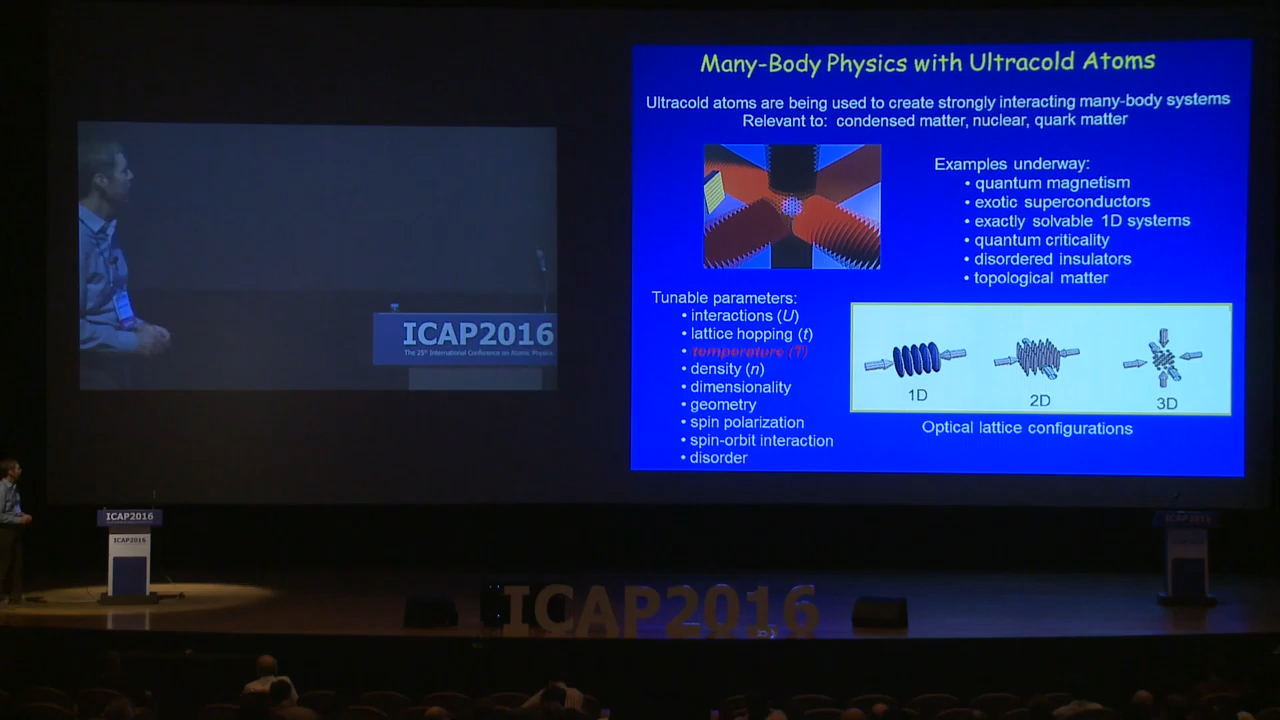 Many-Body Physics with Ultracold Atoms
Ultracold atoms are being used to create strongly interacting many-body systems
Relevant to: condensed matter, nuclear, quark matter
Examples underway:
• quantum magnetism
• exotic superconductors
• exactly solvable 1D systems
• quantum criticality
• disordered insulators
• topological matter
Tunable parameters:
• interactions (U)
• lattice hopping (t)
• temperature (T)
• density (n)
• dimensionality
• geometry
• spin polarization
• spin-orbit interaction
• disorder
1D
2D
3D
Optical lattice configurations
ICAP2016
The 25th International Conference on Atomic Physics
ICAP2016
ICAP2016
ICAP2016
ICAP2016